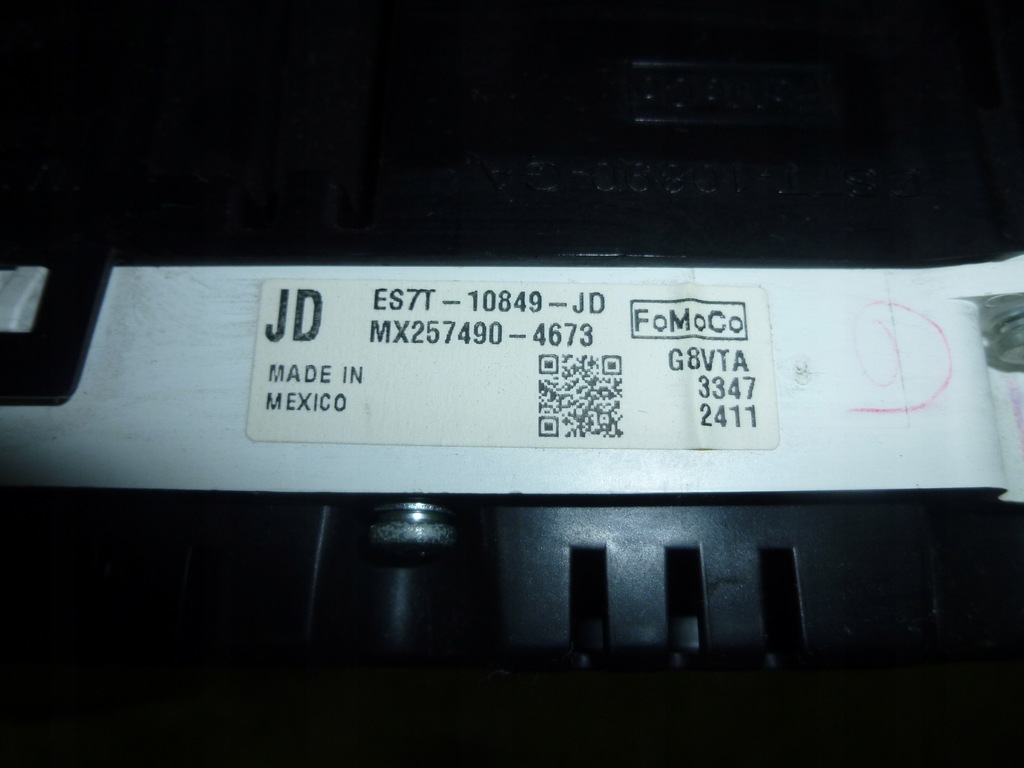 JD
ES7T-10849-JD
MX257490-4673
FoMoCo
MADE IN
MEXICO
G8VTA
3347
2411